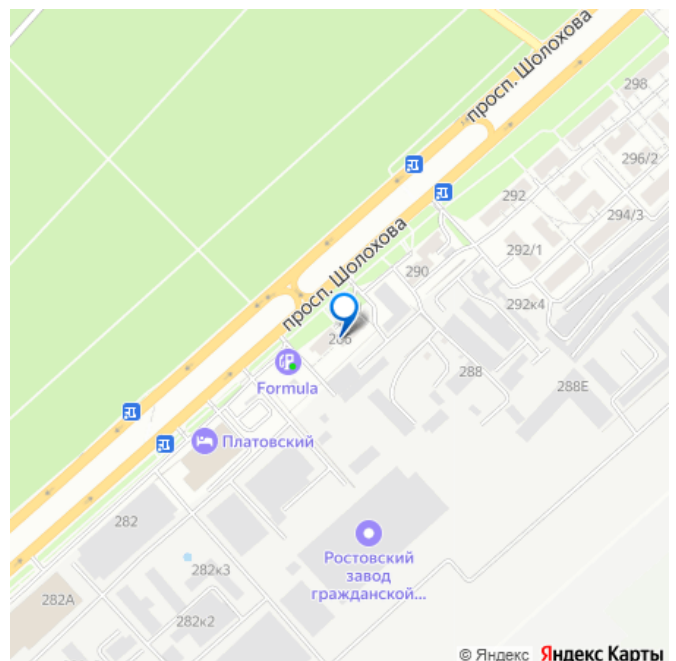 просп. Шолохова
298
296/2
292
294/3
просп. Шолохова
292/1
290
292к4
286
288
288Е
Formula
Платовский
282
Ростовский
завод
гражданской...
282к3
282А
282к2
© Яндекс Яндекс Карты